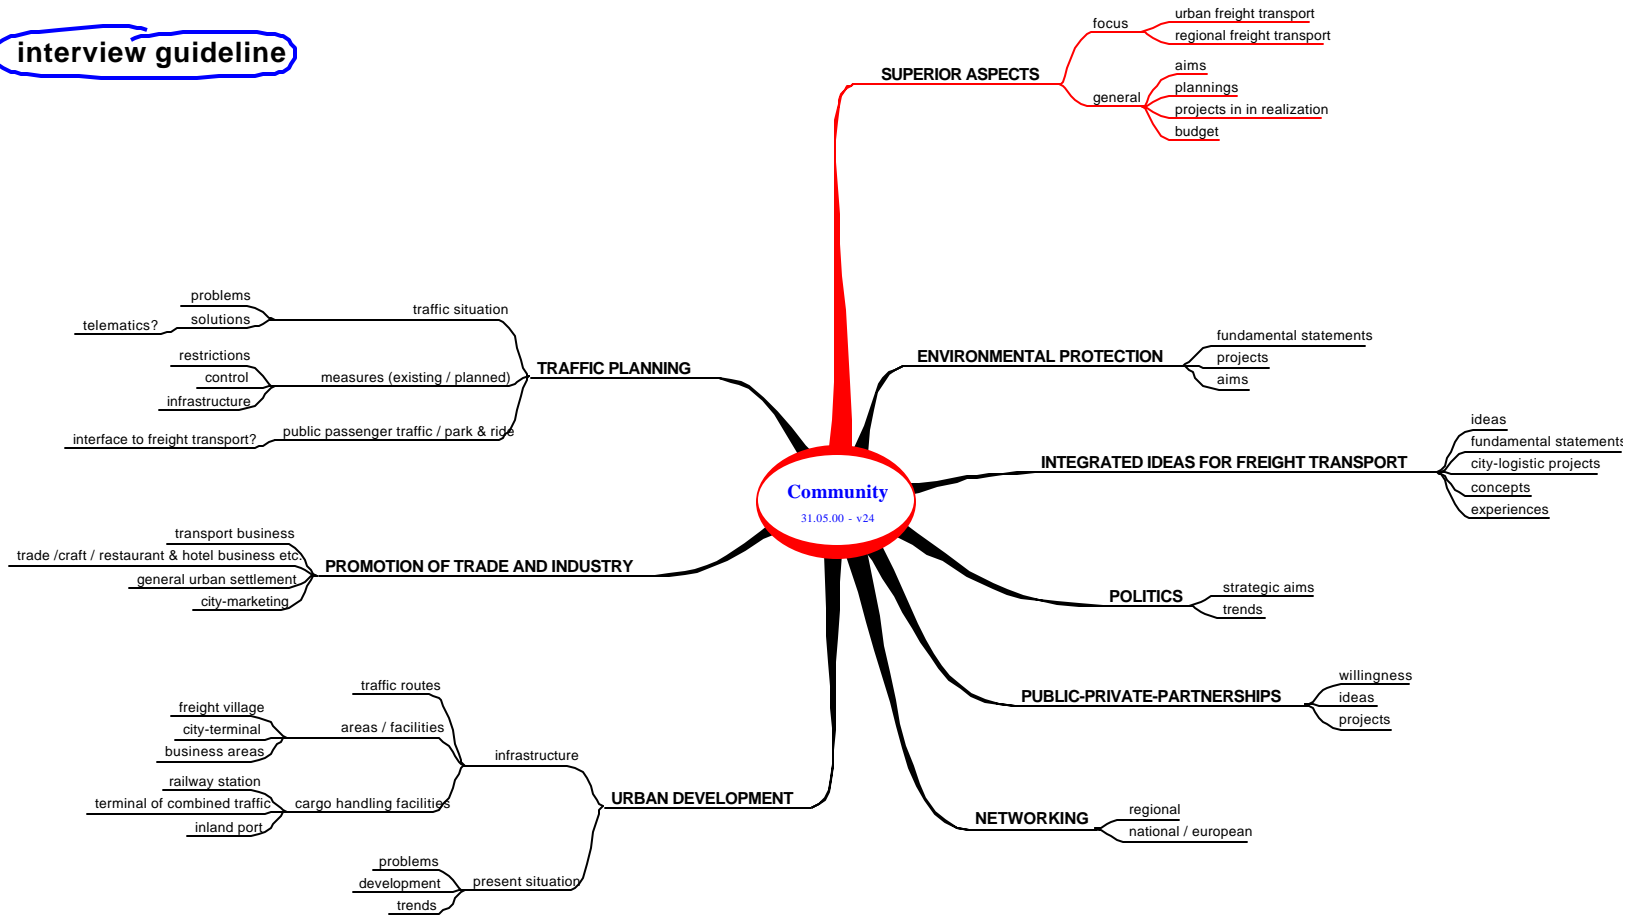 interview guideline
SUPERIOR ASPECTS
focus
urban freight transport
regional freight transport
general
aims
plannings
projects in in realization
budget
ENVIRONMENTAL PROTECTION
fundamental statements
projects
aims
INTEGRATED IDEAS FOR FREIGHT TRANSPORT
ideas
fundamental statements
city-logistic projects
concepts
experiences
POLITICS
strategic aims
trends
PUBLIC-PRIVATE-PARTNERSHIPS
willingness
ideas
projects
NETWORKING
regional
national / european
Community
31.05.00 - v24
TRAFFIC PLANNING
traffic situation
problems
solutions
telematics?
measures (existing / planned)
restrictions
control
infrastructure
public passenger traffic / park & ride
interface to freight transport?
PROMOTION OF TRADE AND INDUSTRY
transport business
trade /craft / restaurant & hotel business etc.
general urban settlement
city-marketing
URBAN DEVELOPMENT
infrastructure
traffic routes
areas / facilities
freight village
city-terminal
business areas
cargo handling facilities
railway station
terminal of combined traffic
inland port
present situation
problems
development
trends